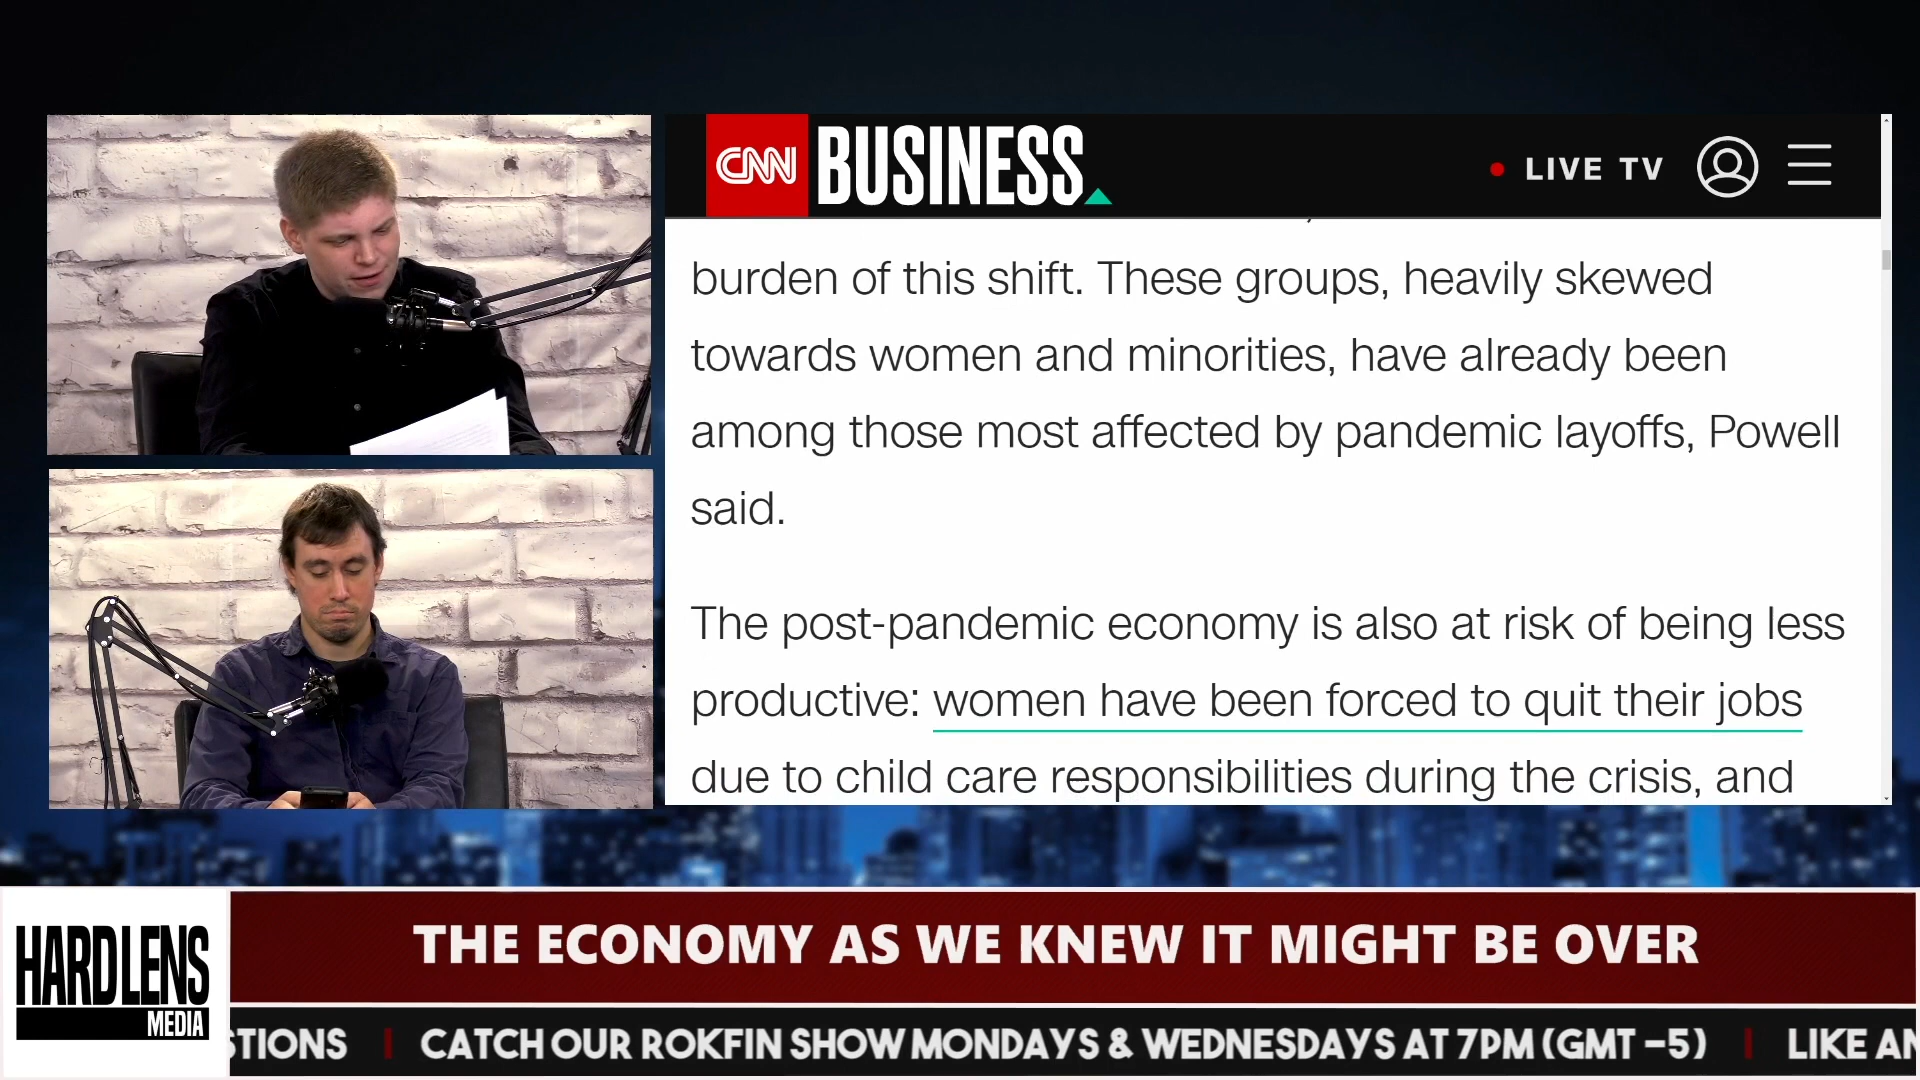 CNN BUSINESS
LIVE TV
burden of this shift. These groups, heavily skewed
towards women and minorities, have already been
among those most affected by pandemic layoffs, Powell
said.
The post-pandemic economy is also at risk of being less
productive: women have been forced to quit their jobs
due to child care responsibilities during the crisis, and
HARD LENS
MEDIA
THE ECONOMY AS WE KNEW IT MIGHT BE OVER
STIONS | CATCH OUR ROKFIN SHOW MONDAYS & WEDNESDAYS AT 7PM (GMT -5) | LIKE AN